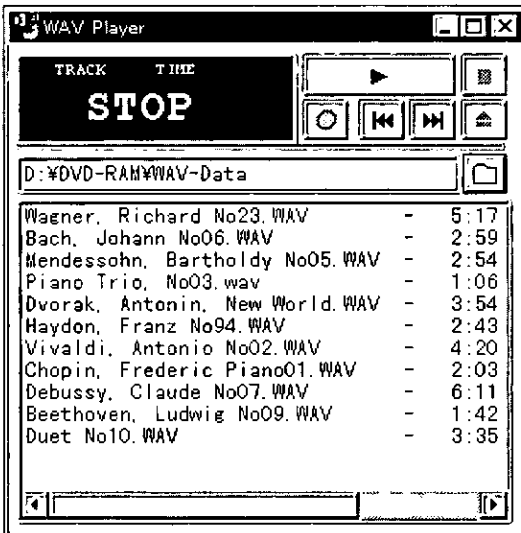 WAV Player
TRACK TIME
STOP
D:¥DVD-RAM¥WAV-Data
Wagner, Richard No23.WAV - 5:17
Bach, Johann No06.WAV - 2:59
Mendessohn, Bartholdy No05.WAV - 2:54
Piano Trio, No03.wav - 1:06
Dvorak, Antonin, New World.WAV - 3:54
Haydon, Franz No94.WAV - 2:43
Vivaldi, Antonio No02.WAV - 4:20
Chopin, Frederic Piano01.WAV - 2:03
Debussy, Claude No07.WAV - 6:11
Beethoven, Ludwig No09.WAV - 1:42
Duet No10.WAV - 3:35